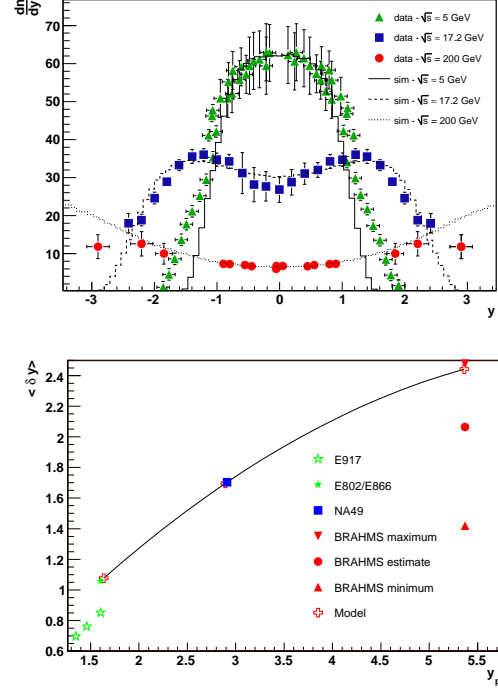 dn
dy
70
60
50
40
30
20
10
data - √s ≈ 5 GeV
data - √s ≈ 17.2 GeV
data - √s = 200 GeV
sim - √s ≈ 5 GeV
sim - √s ≈ 17.2 GeV
sim - √s = 200 GeV
-3 -2 -1 0 1 2 3 y
< δ y>
2.4
2.2
2
1.8
1.6
1.4
1.2
1
0.8
0.6
E917
E802/E866
NA49
BRAHMS maximum
BRAHMS estimate
BRAHMS minimum
Model
1.5 2 2.5 3 3.5 4 4.5 5 5.5